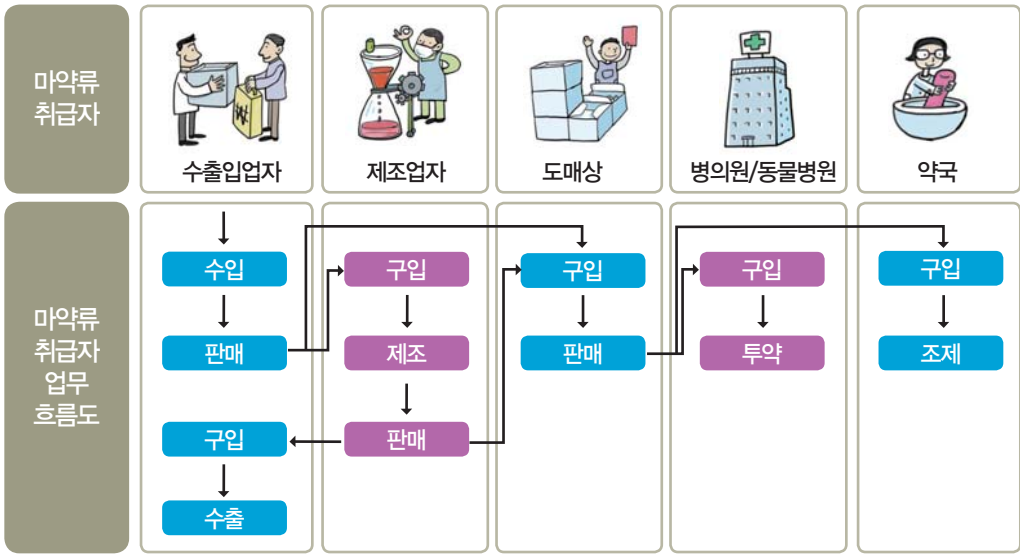 마약류
취급자
수출입업자
제조업자
도매상
병의원/동물병원
약국
마약류
취급자
업무
흐름도
수입
판매
구입
수출
구입
제조
판매
구입
판매
구입
투약
구입
조제